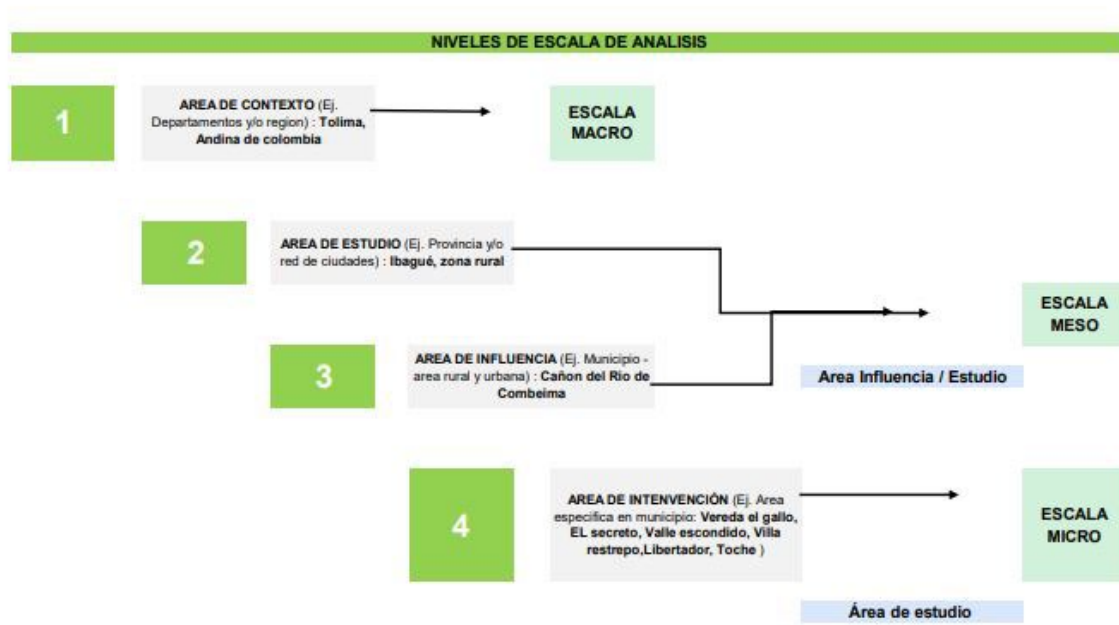 NIVELES DE ESCALA DE ANALISIS
1
AREA DE CONTEXTO (Ej.
Departamentos y/o region) : Tolima,
Andina de colombia
ESCALA
MACRO
2
AREA DE ESTUDIO (Ej. Provincia y/o
red de ciudades) : Ibagué, zona rural
ESCALA
MESO
3
AREA DE INFLUENCIA (Ej. Municipio -
area rural y urbana) : Cañon del Rio de
Combeima
Area Influencia / Estudio
4
AREA DE INTENVENCIÓN (Ej. Area
especifica en municipio: Vereda el gallo,
EL secreto, Valle escondido, Villa
restrepo,Libertador, Toche )
ESCALA
MICRO
Área de estudio